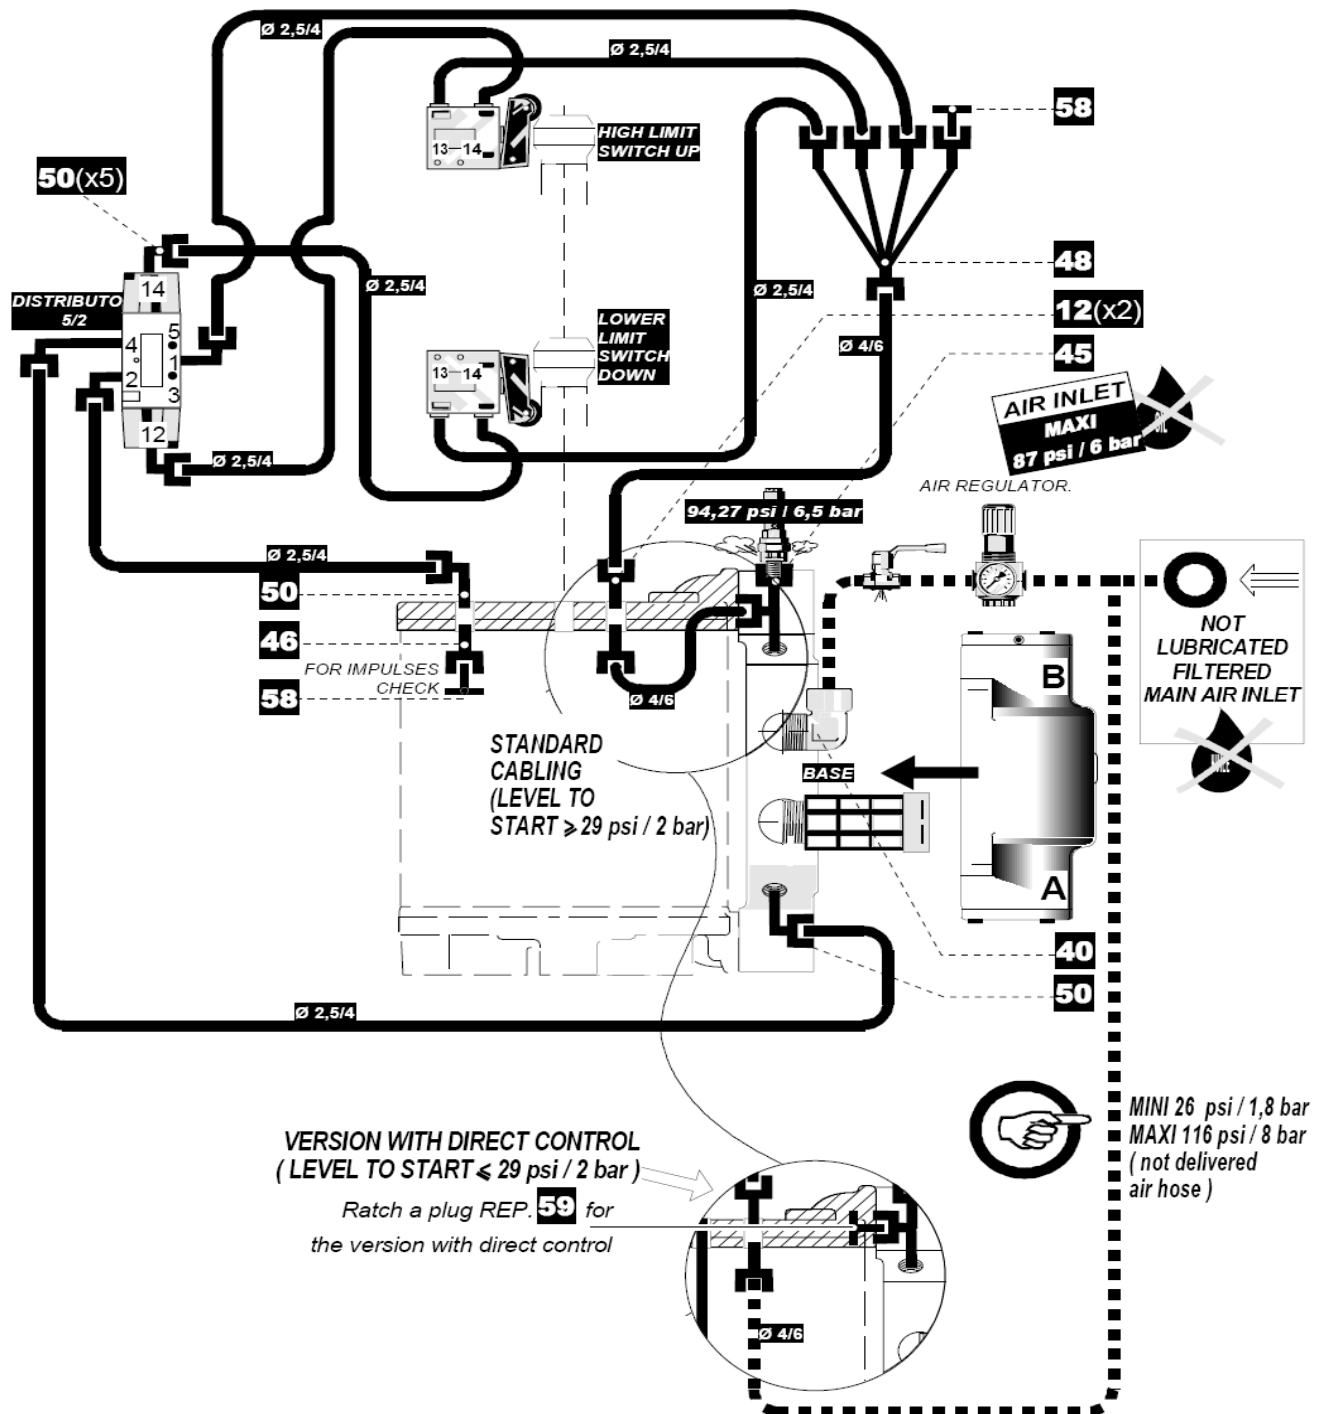 Ø 2,5/4
Ø 2,5/4
58
HIGH LIMIT
SWITCH UP
13 14
50(x5)
48
14
Ø 2,5/4
Ø 2,5/4
DISTRIBUTO
5/2
12(x2)
LOWER
LIMIT
SWITCH
DOWN
5
4
1
2
3
12
Ø 4/6
45
13 14
AIR INLET
MAXI
87 psi / 6 bar
OIL
Ø 2,5/4
AIR REGULATOR.
94,27 psi / 6,5 bar
Ø 2,5/4
50
46
FOR IMPULSES
CHECK
58
Ø 4/6
NOT
LUBRICATED
FILTERED
MAIN AIR INLET
B
STANDARD
CABLING
(LEVEL TO
START ⩾ 29 psi / 2 bar)
BASE
A
40
50
Ø 2,5/4
MINI 26 psi / 1,8 bar
MAXI 116 psi / 8 bar
( not delivered
air hose )
VERSION WITH DIRECT CONTROL
( LEVEL TO START ⩽ 29 psi / 2 bar )
Ratch a plug REP. 59 for
the version with direct control
Ø 4/6